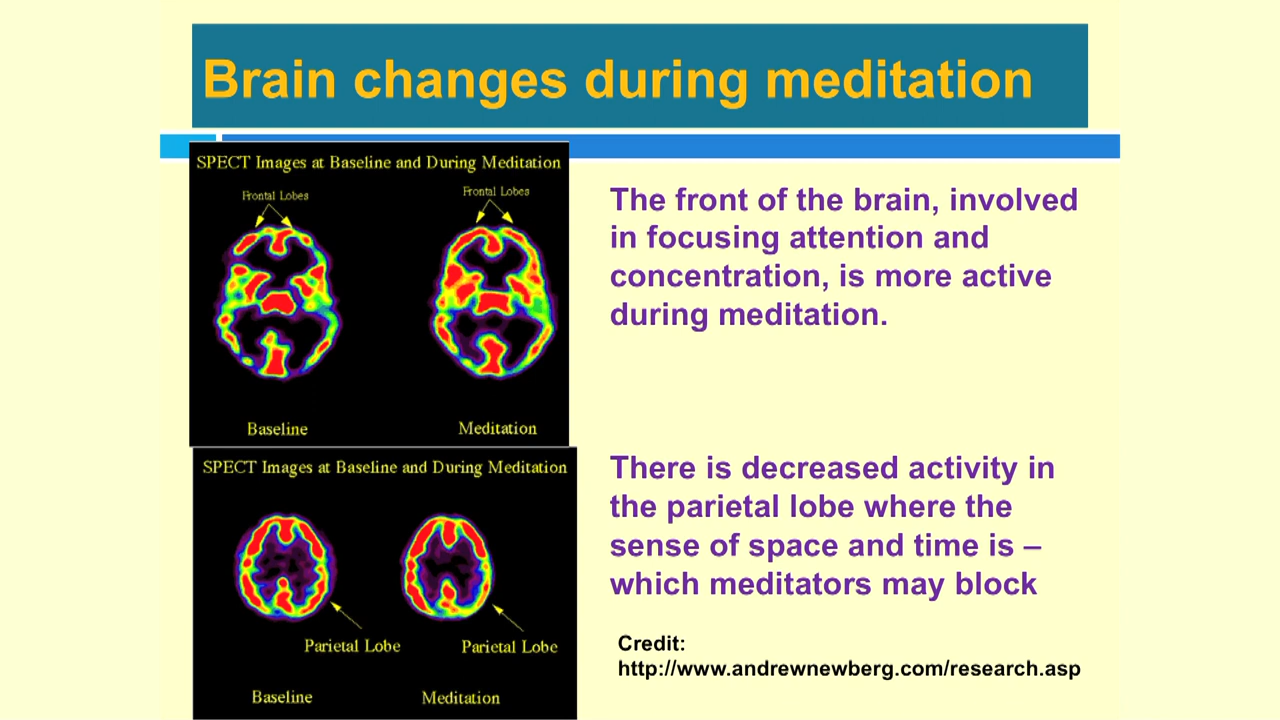 Brain changes during meditation
SPECT Images at Baseline and During Meditation
Frontal Lobes
Frontal Lobes
Baseline
Meditation
The front of the brain, involved
in focusing attention and
concentration, is more active
during meditation.
SPECT Images at Baseline and During Meditation
Parietal Lobe
Parietal Lobe
Baseline
Meditation
There is decreased activity in
the parietal lobe where the
sense of space and time is –
which meditators may block
Credit:
http://www.andrewnewberg.com/research.asp